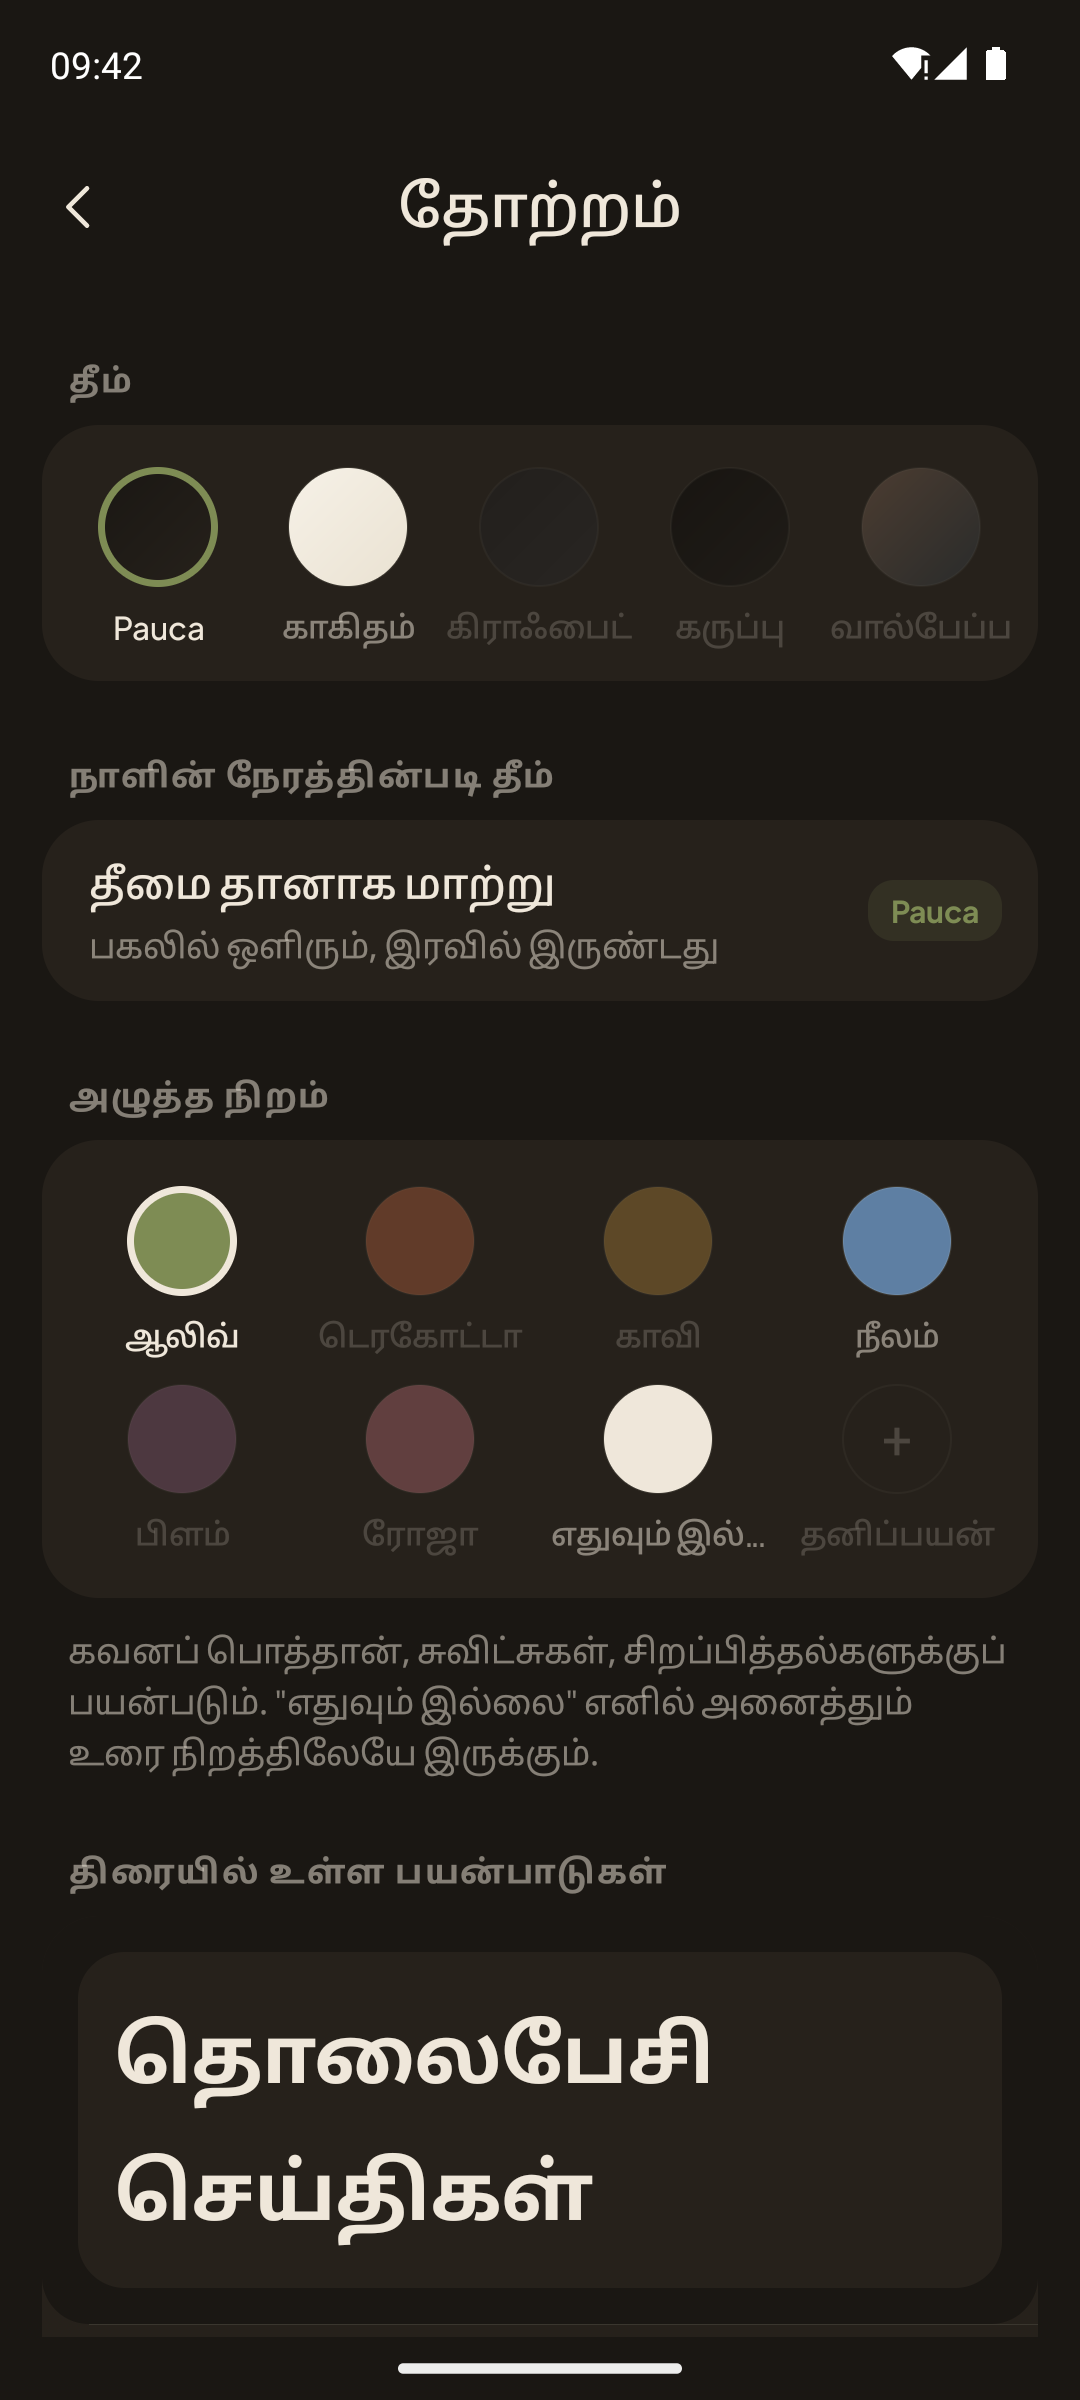 09:42
தோற்றம்
தீம்
Pauca
காகிதம்
கிராஃபைட்
கருப்பு
வால்பேப்ப
நாளின் நேரத்தின்படி தீம்
தீமை தானாக மாற்று
பகலில் ஒளிரும், இரவில் இருண்டது
Pauca
அழுத்த நிறம்
ஆலிவ்
டெரகோட்டா
காவி
நீலம்
பிளம்
ரோஜா
எதுவும் இல்...
தனிப்பயன்
கவனப் பொத்தான், சுவிட்சுகள், சிறப்பித்தல்களுக்குப்
பயன்படும். "எதுவும் இல்லை" எனில் அனைத்தும்
உரை நிறத்திலேயே இருக்கும்.
திரையில் உள்ள பயன்பாடுகள்
தொலைபேசி
செய்திகள்